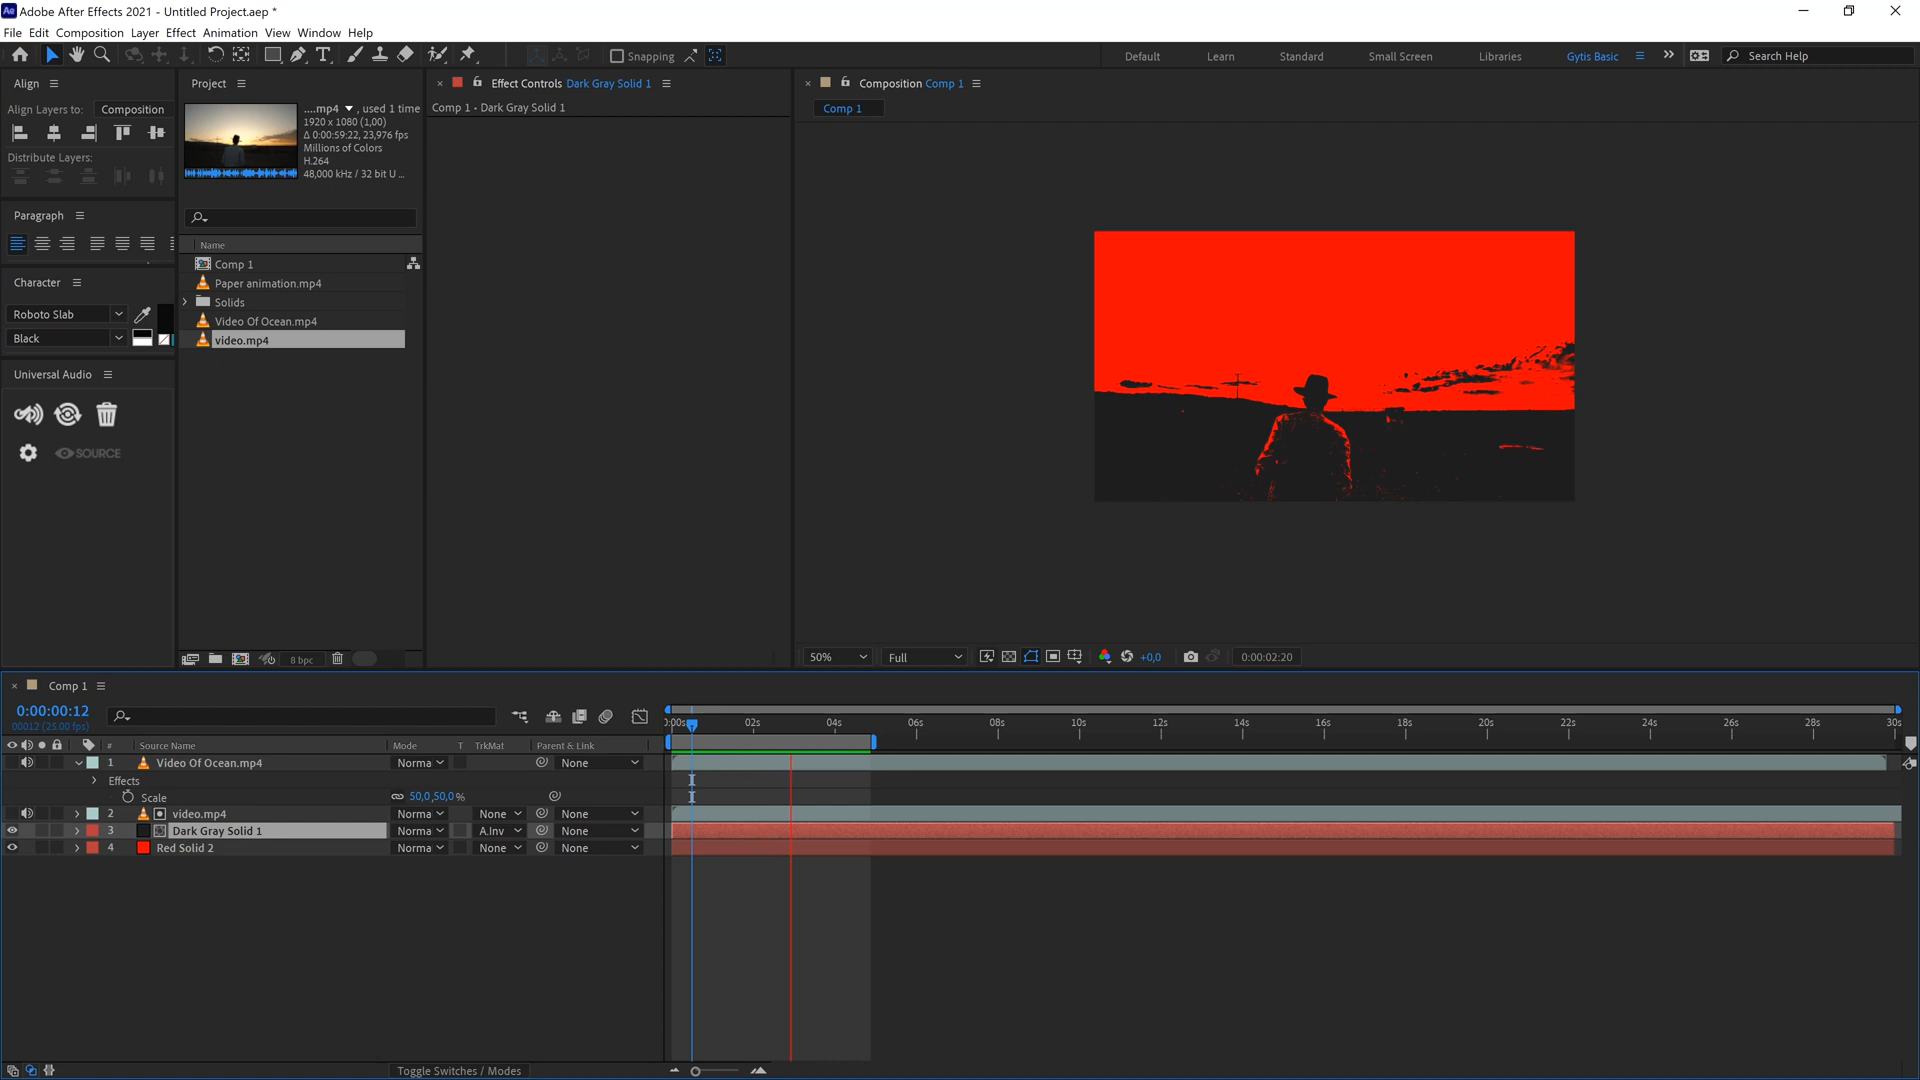 Ae Adobe After Effects 2021 - Untitled Project.aep *
File Edit Composition Layer Effect Animation View Window Help
Snapping
Default Learn Standard Small Screen Libraries Gytis Basic Search Help
Align
Align Layers to: Composition
Distribute Layers:
Paragraph
Character
Roboto Slab
Black
Universal Audio
SOURCE
Project
....mp4 , used 1 time
1920 x 1080 (1,00)
Δ 0:00:59:22, 23,976 fps
Millions of Colors
H.264
48,000 kHz / 32 bit U ...
Name
Comp 1
Paper animation.mp4
Solids
Video Of Ocean.mp4
video.mp4
8 bpc
Effect Controls Dark Gray Solid 1
Comp 1 • Dark Gray Solid 1
Composition Comp 1
Comp 1
50% Full +0,0 0:00:02:20
Comp 1
0:00:00:12
00012 (25.00 fps)
# Source Name Mode T TrkMat Parent & Link
1 Video Of Ocean.mp4 Norma None
Effects
Scale 50,0,50,0%
2 video.mp4 Norma None None
3 Dark Gray Solid 1 Norma A.Inv None
4 Red Solid 2 Norma None None
):00s 02s 04s 06s 08s 10s 12s 14s 16s 18s 20s 22s 24s 26s 28s 30s
Toggle Switches / Modes